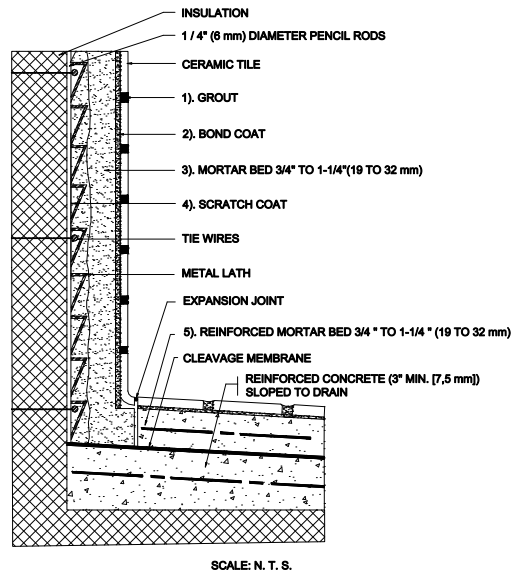 INSULATION
1 / 4" (6 mm) DIAMETER PENCIL RODS
CERAMIC TILE
1). GROUT
2). BOND COAT
3). MORTAR BED 3/4" TO 1-1/4"(19 TO 32 mm)
4). SCRATCH COAT
TIE WIRES
METAL LATH
EXPANSION JOINT
5). REINFORCED MORTAR BED 3/4 " TO 1-1/4 " (19 TO 32 mm)
CLEAVAGE MEMBRANE
REINFORCED CONCRETE (3" MIN. [7,5 mm])
SLOPED TO DRAIN
SCALE: N. T. S.